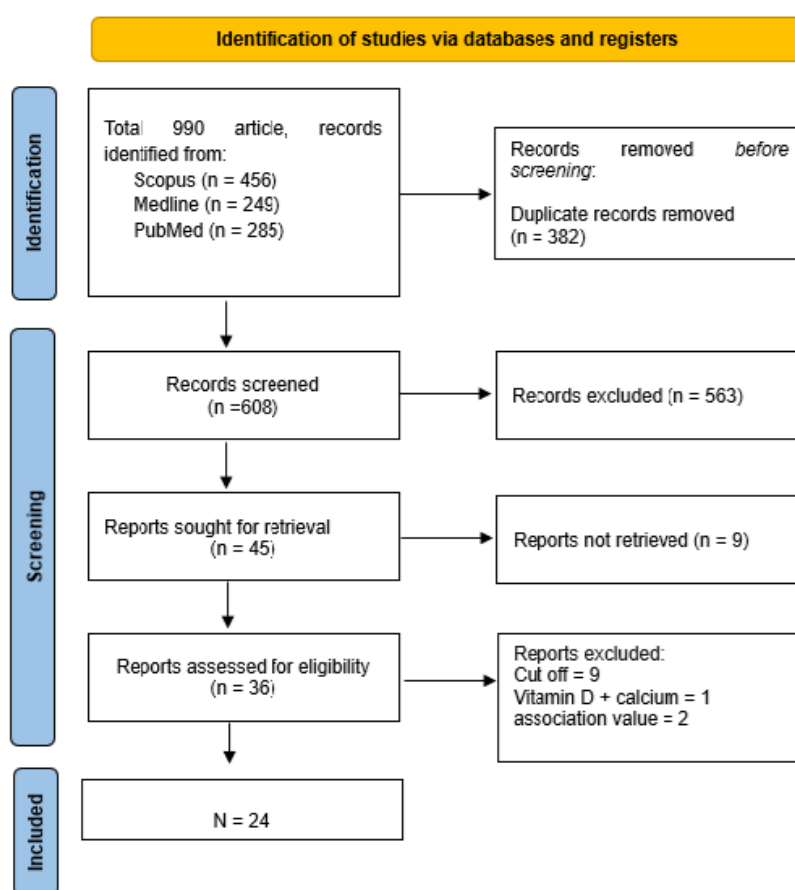 Identification of studies via databases and registers
Identification
Total 990 article, records
identified from:
Scopus (n = 456)
Medline (n = 249)
PubMed (n = 285)
Records removed before
screening:
Duplicate records removed
(n = 382)
Screening
Records screened
(n =608)
Records excluded (n = 563)
Reports sought for retrieval
(n = 45)
Reports not retrieved (n = 9)
Reports assessed for eligibility
(n = 36)
Reports excluded:
Cut off = 9
Vitamin D + calcium = 1
association value = 2
Included
N = 24